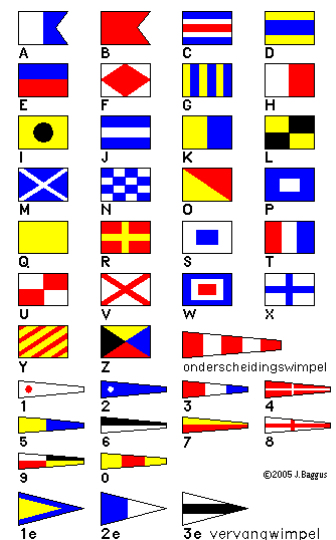 A B C D
E F G H
I J K L
M N O P
Q R S T
U V W X
Y Z onderscheidingswimpel
1 2 3 4
5 6 7 8
9 0
©2005 J.Baggus
1e 2e 3e vervangwimpel